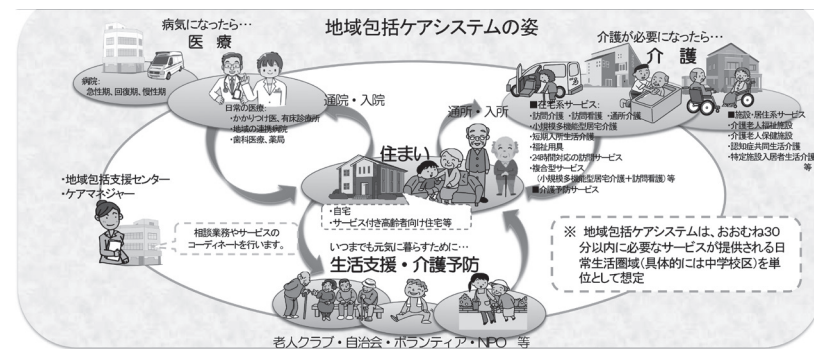 地域包括ケアシステムの姿
病気になったら…
医 療
病院:
急性期、回復期、慢性期
日常の医療:
・かかりつけ医、有床診療所
・地域の連携病院
・歯科医療、薬局
通院・入院
通所・入所
介護が必要になったら…
介 護
■在宅系サービス:
・訪問介護 ・訪問看護 ・通所介護
・小規模多機能型居宅介護
・短期入所生活介護
・福祉用具
・24時間対応の訪問サービス
・複合型サービス
(小規模多機能型居宅介護+訪問看護)等
■介護予防サービス
■施設・居住系サービス
・介護老人福祉施設
・介護老人保健施設
・認知症共同生活介護
・特定施設入居者生活介護
等
住まい
・自宅
・サービス付き高齢者向け住宅等
・地域包括支援センター
・ケアマネジャー
相談業務やサービスの
コーディネートを行います。
いつまでも元気に暮らすために…
生活支援・介護予防
老人クラブ・自治会・ボランティア・NPO 等
※ 地域包括ケアシステムは、おおむね30
分以内に必要なサービスが提供される日
常生活圏域(具体的には中学校区)を単
位として想定